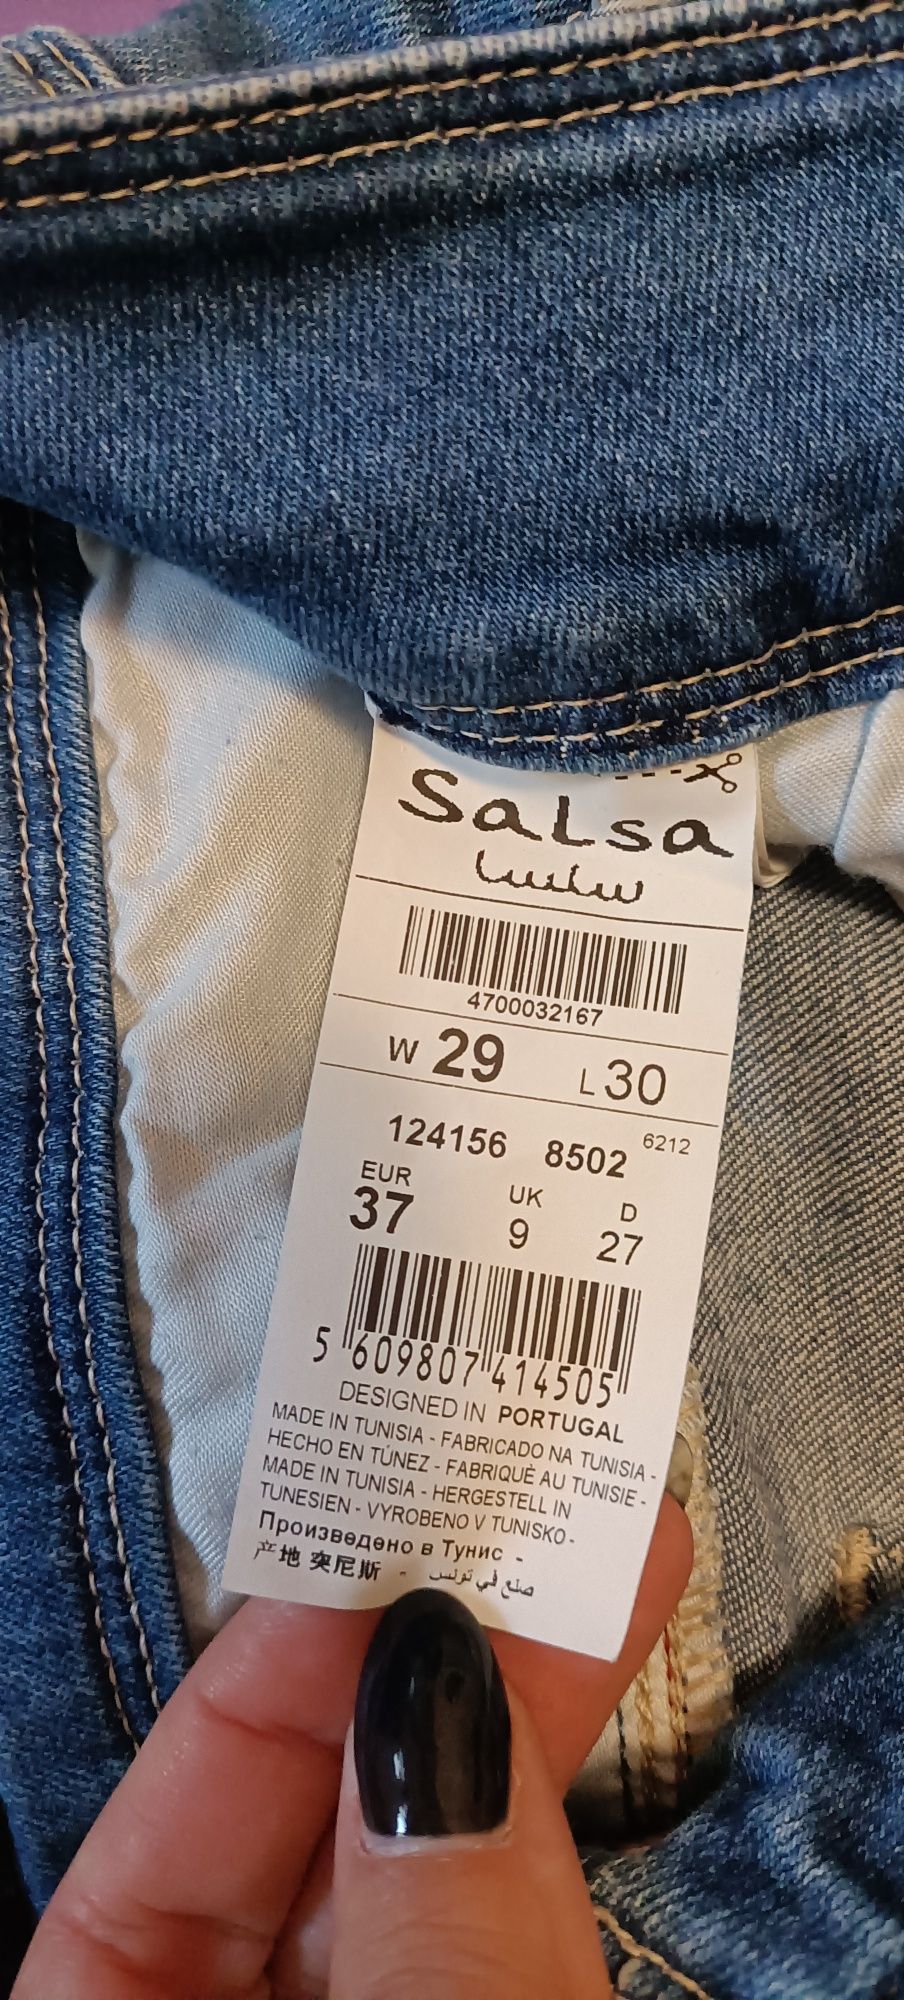 Salsa
سلسا
4700032167
W 29 L 30
124156 8502 6212
EUR UK D
37 9 27
5 609807 414505
DESIGNED IN PORTUGAL
MADE IN TUNISIA - FABRICADO NA TUNISIA -
HECHO EN TÚNEZ - FABRIQUÉ AU TUNISIE -
MADE IN TUNISIA - HERGESTELL IN
TUNESIEN - VYROBENO V TUNISKO -
Произведено в Тунис -
产地 突尼斯 - صنع في تونس